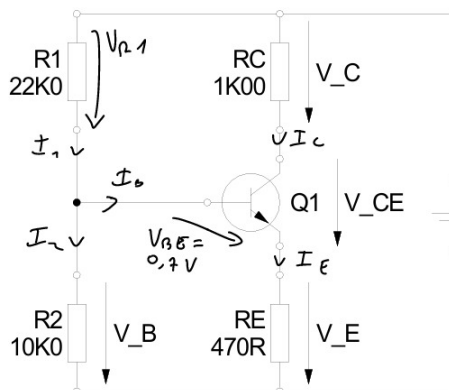 R1
22K0
V_R1
RC
1K00
V_C
I_1
I_C
I_B
Q1
V_CE
I_2
V_BE =
0,7V
I_E
R2
10K0
V_B
RE
470R
V_E